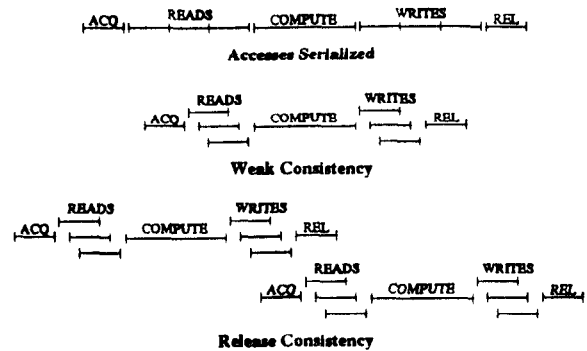 ACQ READS COMPUTE WRITES REL
Accesses Serialized
READS WRITES
ACQ COMPUTE REL
Weak Consistency
READS WRITES
ACQ COMPUTE REL
READS WRITES
ACQ COMPUTE REL
Release Consistency